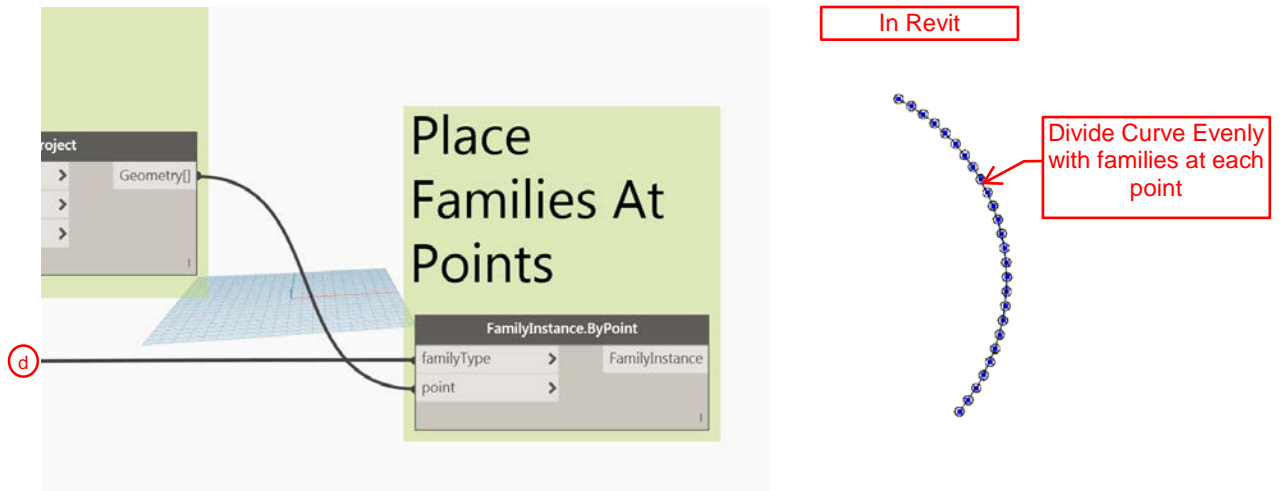 In Revit
Place
Families At
Points
Divide Curve Evenly
with families at each
point
roject
Geometry[]
FamilyInstance.ByPoint
familyType
FamilyInstance
point
d